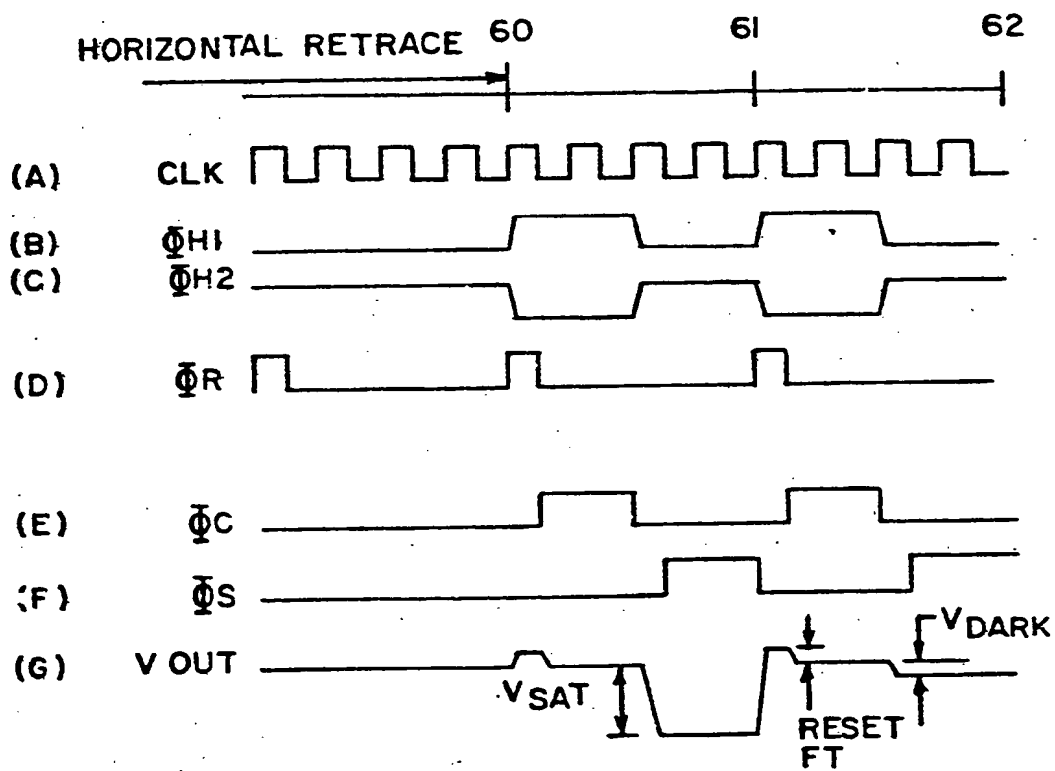 HORIZONTAL RETRACE
60
61
62
(A) CLK
(B) ΦH1
(C) ΦH2
(D) ΦR
(E) ΦC
(F) ΦS
(G) V OUT
VSAT
RESET
FT
VDARK